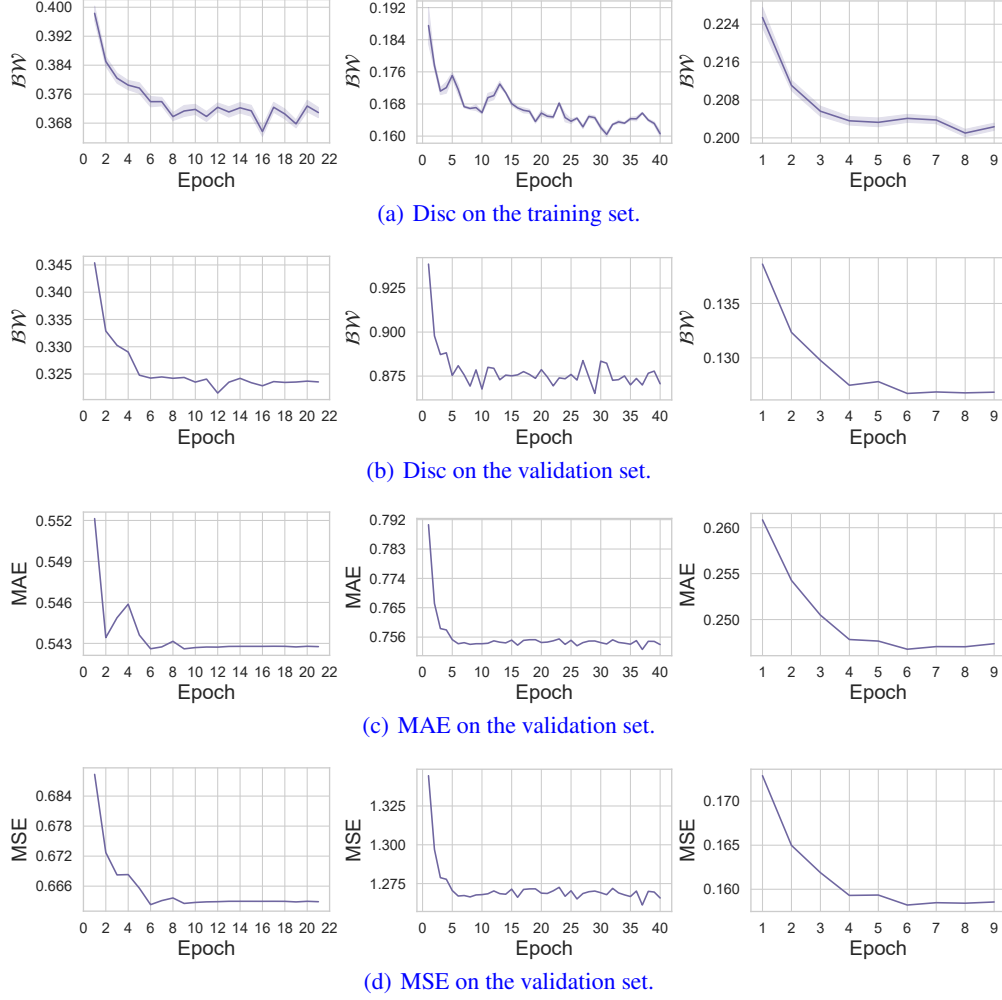 0.400
0.392
0.384
0.376
0.368
BW
0 2 4 6 8 10 12 14 16 18 20 22
Epoch
0.192
0.184
0.176
0.168
0.160
BW
0 5 10 15 20 25 30 35 40
Epoch
0.224
0.216
0.208
0.200
BW
1 2 3 4 5 6 7 8 9
Epoch
(a) Disc on the training set.
0.345
0.340
0.335
0.330
0.325
BW
0 2 4 6 8 10 12 14 16 18 20 22
Epoch
0.925
0.900
0.875
BW
0 5 10 15 20 25 30 35 40
Epoch
0.135
0.130
BW
1 2 3 4 5 6 7 8 9
Epoch
(b) Disc on the validation set.
0.552
0.549
0.546
0.543
MAE
0 2 4 6 8 10 12 14 16 18 20 22
Epoch
0.792
0.783
0.774
0.765
0.756
MAE
0 5 10 15 20 25 30 35 40
Epoch
0.260
0.255
0.250
MAE
1 2 3 4 5 6 7 8 9
Epoch
(c) MAE on the validation set.
0.684
0.678
0.672
0.666
MSE
0 2 4 6 8 10 12 14 16 18 20 22
Epoch
1.325
1.300
1.275
MSE
0 5 10 15 20 25 30 35 40
Epoch
0.170
0.165
0.160
MSE
1 2 3 4 5 6 7 8 9
Epoch
(d) MSE on the validation set.